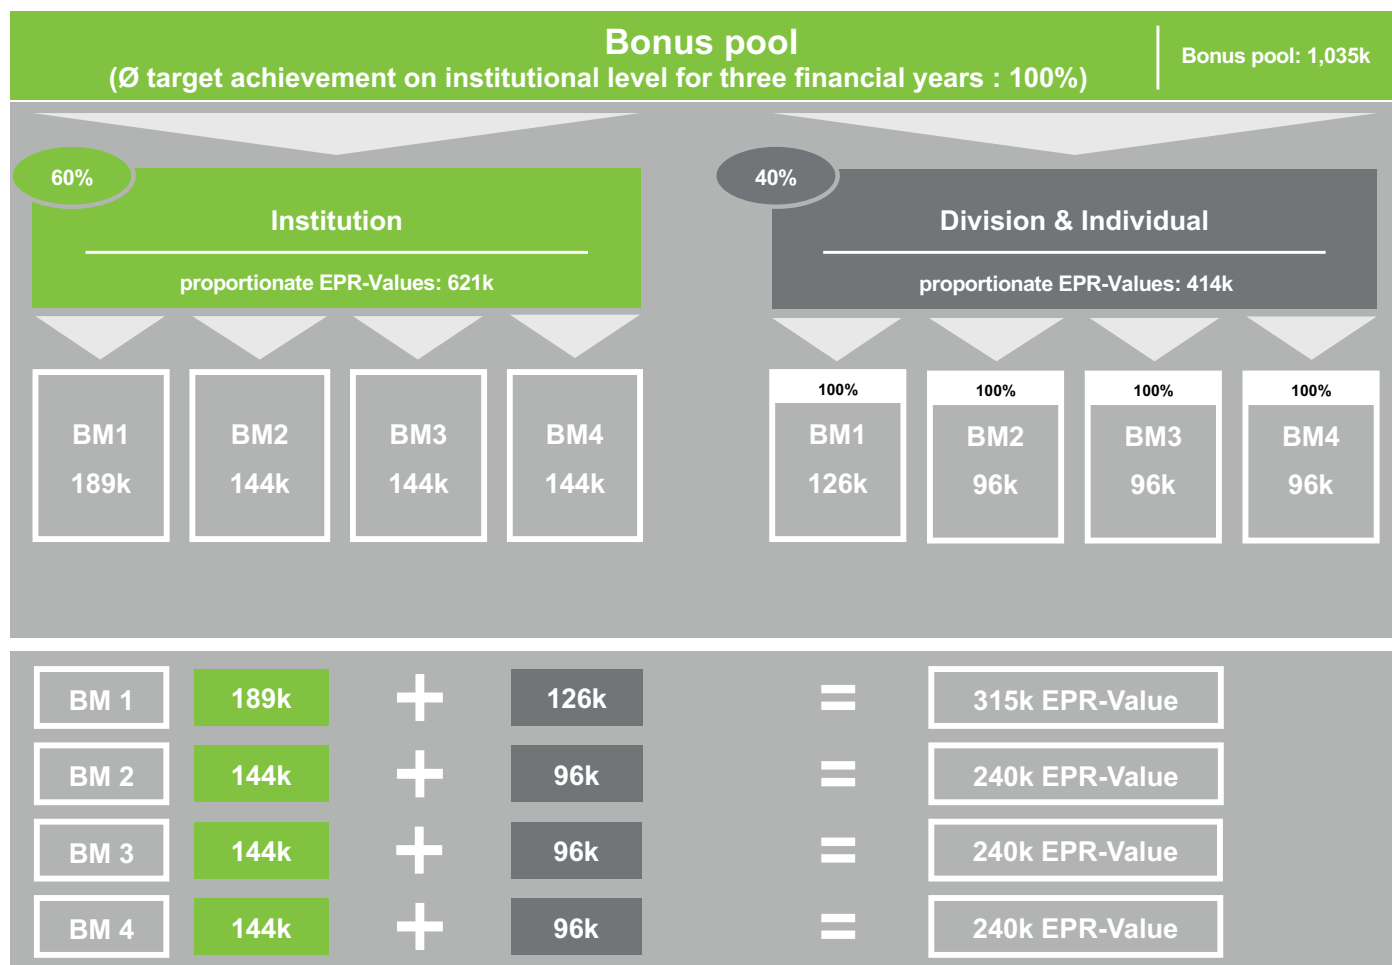 Bonus pool
(Ø target achievement on institutional level for three financial years : 100%)
Bonus pool: 1,035k
60%
Institution
proportionate EPR-Values: 621k
40%
Division & Individual
proportionate EPR-Values: 414k
BM1
189k
BM2
144k
BM3
144k
BM4
144k
100%
BM1
126k
100%
BM2
96k
100%
BM3
96k
100%
BM4
96k
BM 1 189k + 126k = 315k EPR-Value
BM 2 144k + 96k = 240k EPR-Value
BM 3 144k + 96k = 240k EPR-Value
BM 4 144k + 96k = 240k EPR-Value